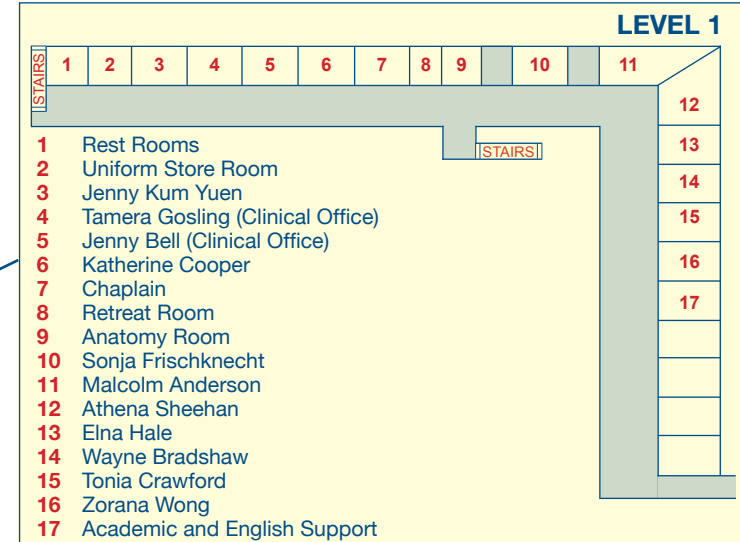 LEVEL 1
STAIRS
1 2 3 4 5 6 7 8 9 10 11
12
13
14
15
16
17
STAIRS
1 Rest Rooms
2 Uniform Store Room
3 Jenny Kum Yuen
4 Tamera Gosling (Clinical Office)
5 Jenny Bell (Clinical Office)
6 Katherine Cooper
7 Chaplain
8 Retreat Room
9 Anatomy Room
10 Sonja Frischknecht
11 Malcolm Anderson
12 Athena Sheehan
13 Elna Hale
14 Wayne Bradshaw
15 Tonia Crawford
16 Zorana Wong
17 Academic and English Support